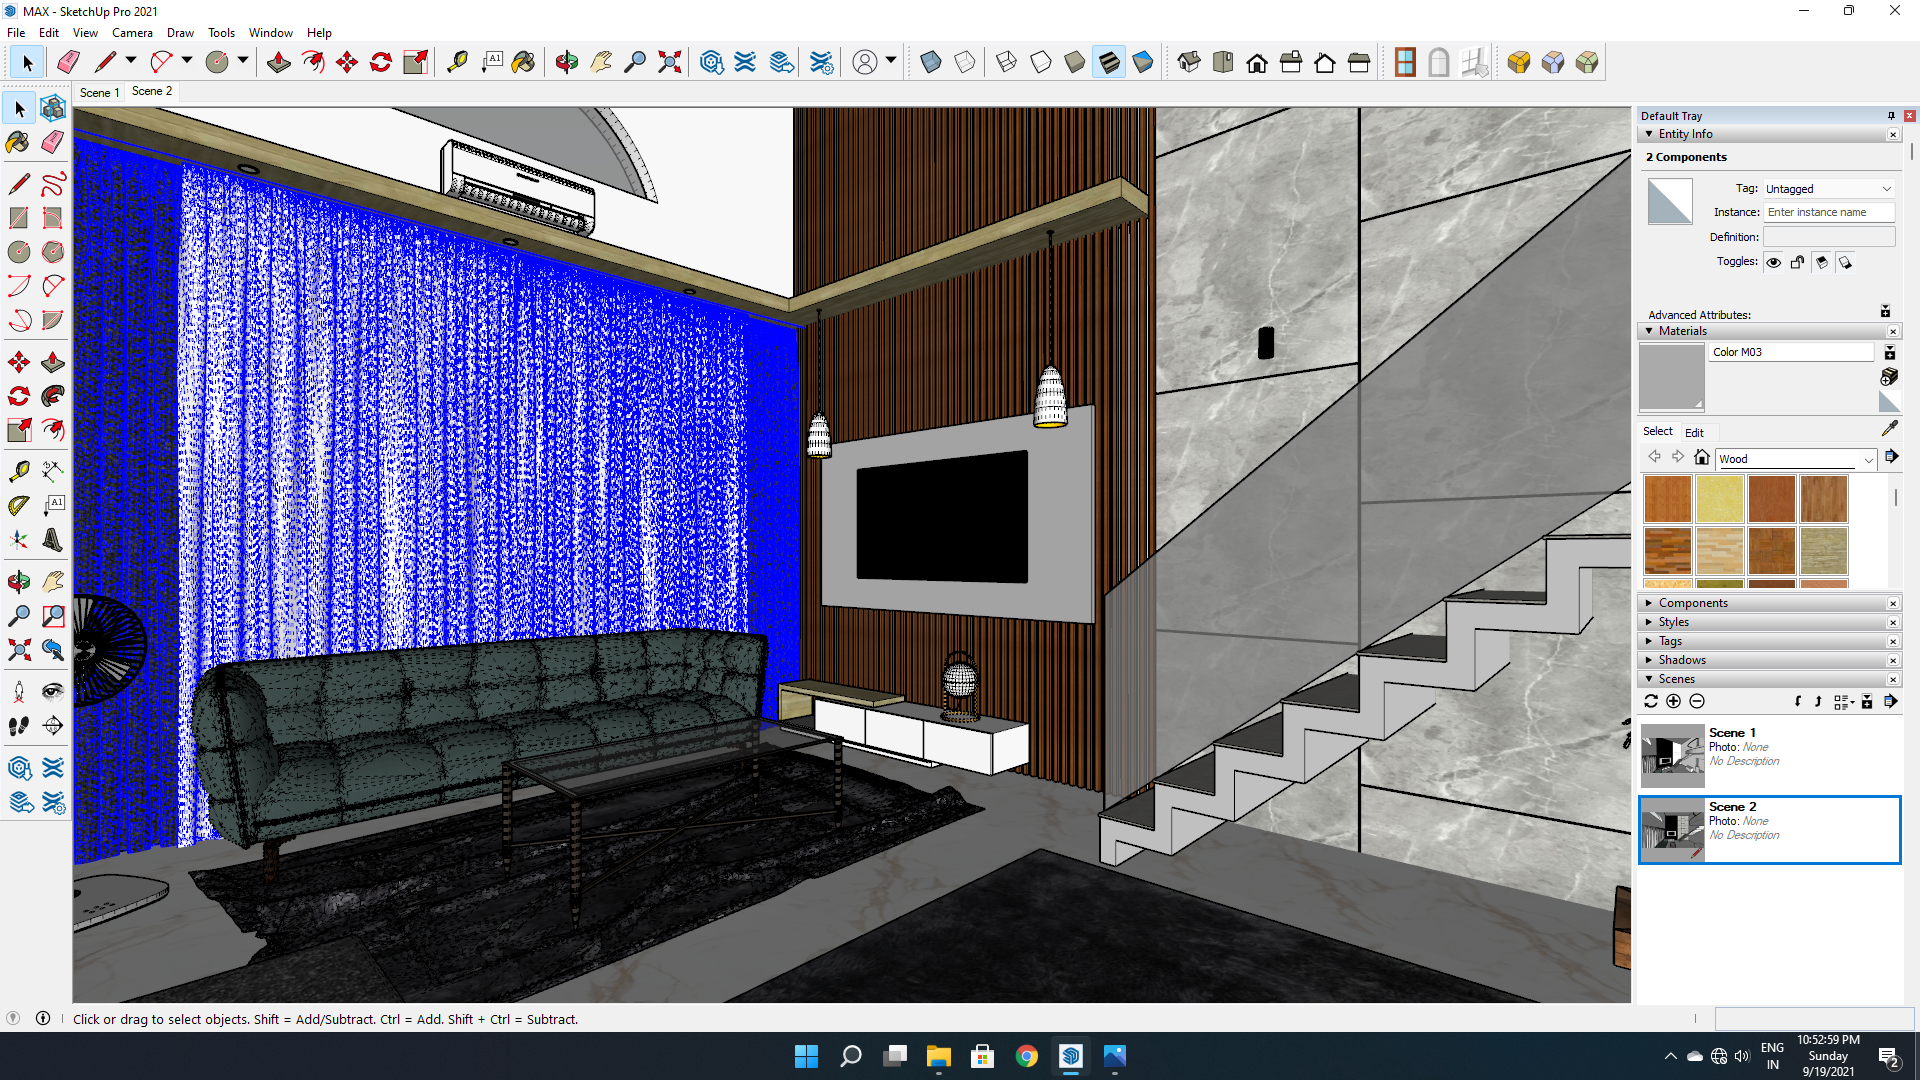 MAX - SketchUp Pro 2021
File Edit View Camera Draw Tools Window Help
A1
Scene 1 Scene 2
Default Tray
Entity Info
2 Components
Tag: Untagged
Instance: Enter instance name
Definition:
Toggles:
Advanced Attributes:
Materials
Color M03
Select Edit
Wood
A1
Components
Styles
Tags
Shadows
Scenes
Scene 1
Photo: None
No Description
Scene 2
Photo: None
No Description
Click or drag to select objects. Shift = Add/Subtract. Ctrl = Add. Shift + Ctrl = Subtract.
ENG
IN
10:52:59 PM
Sunday
9/19/2021
2